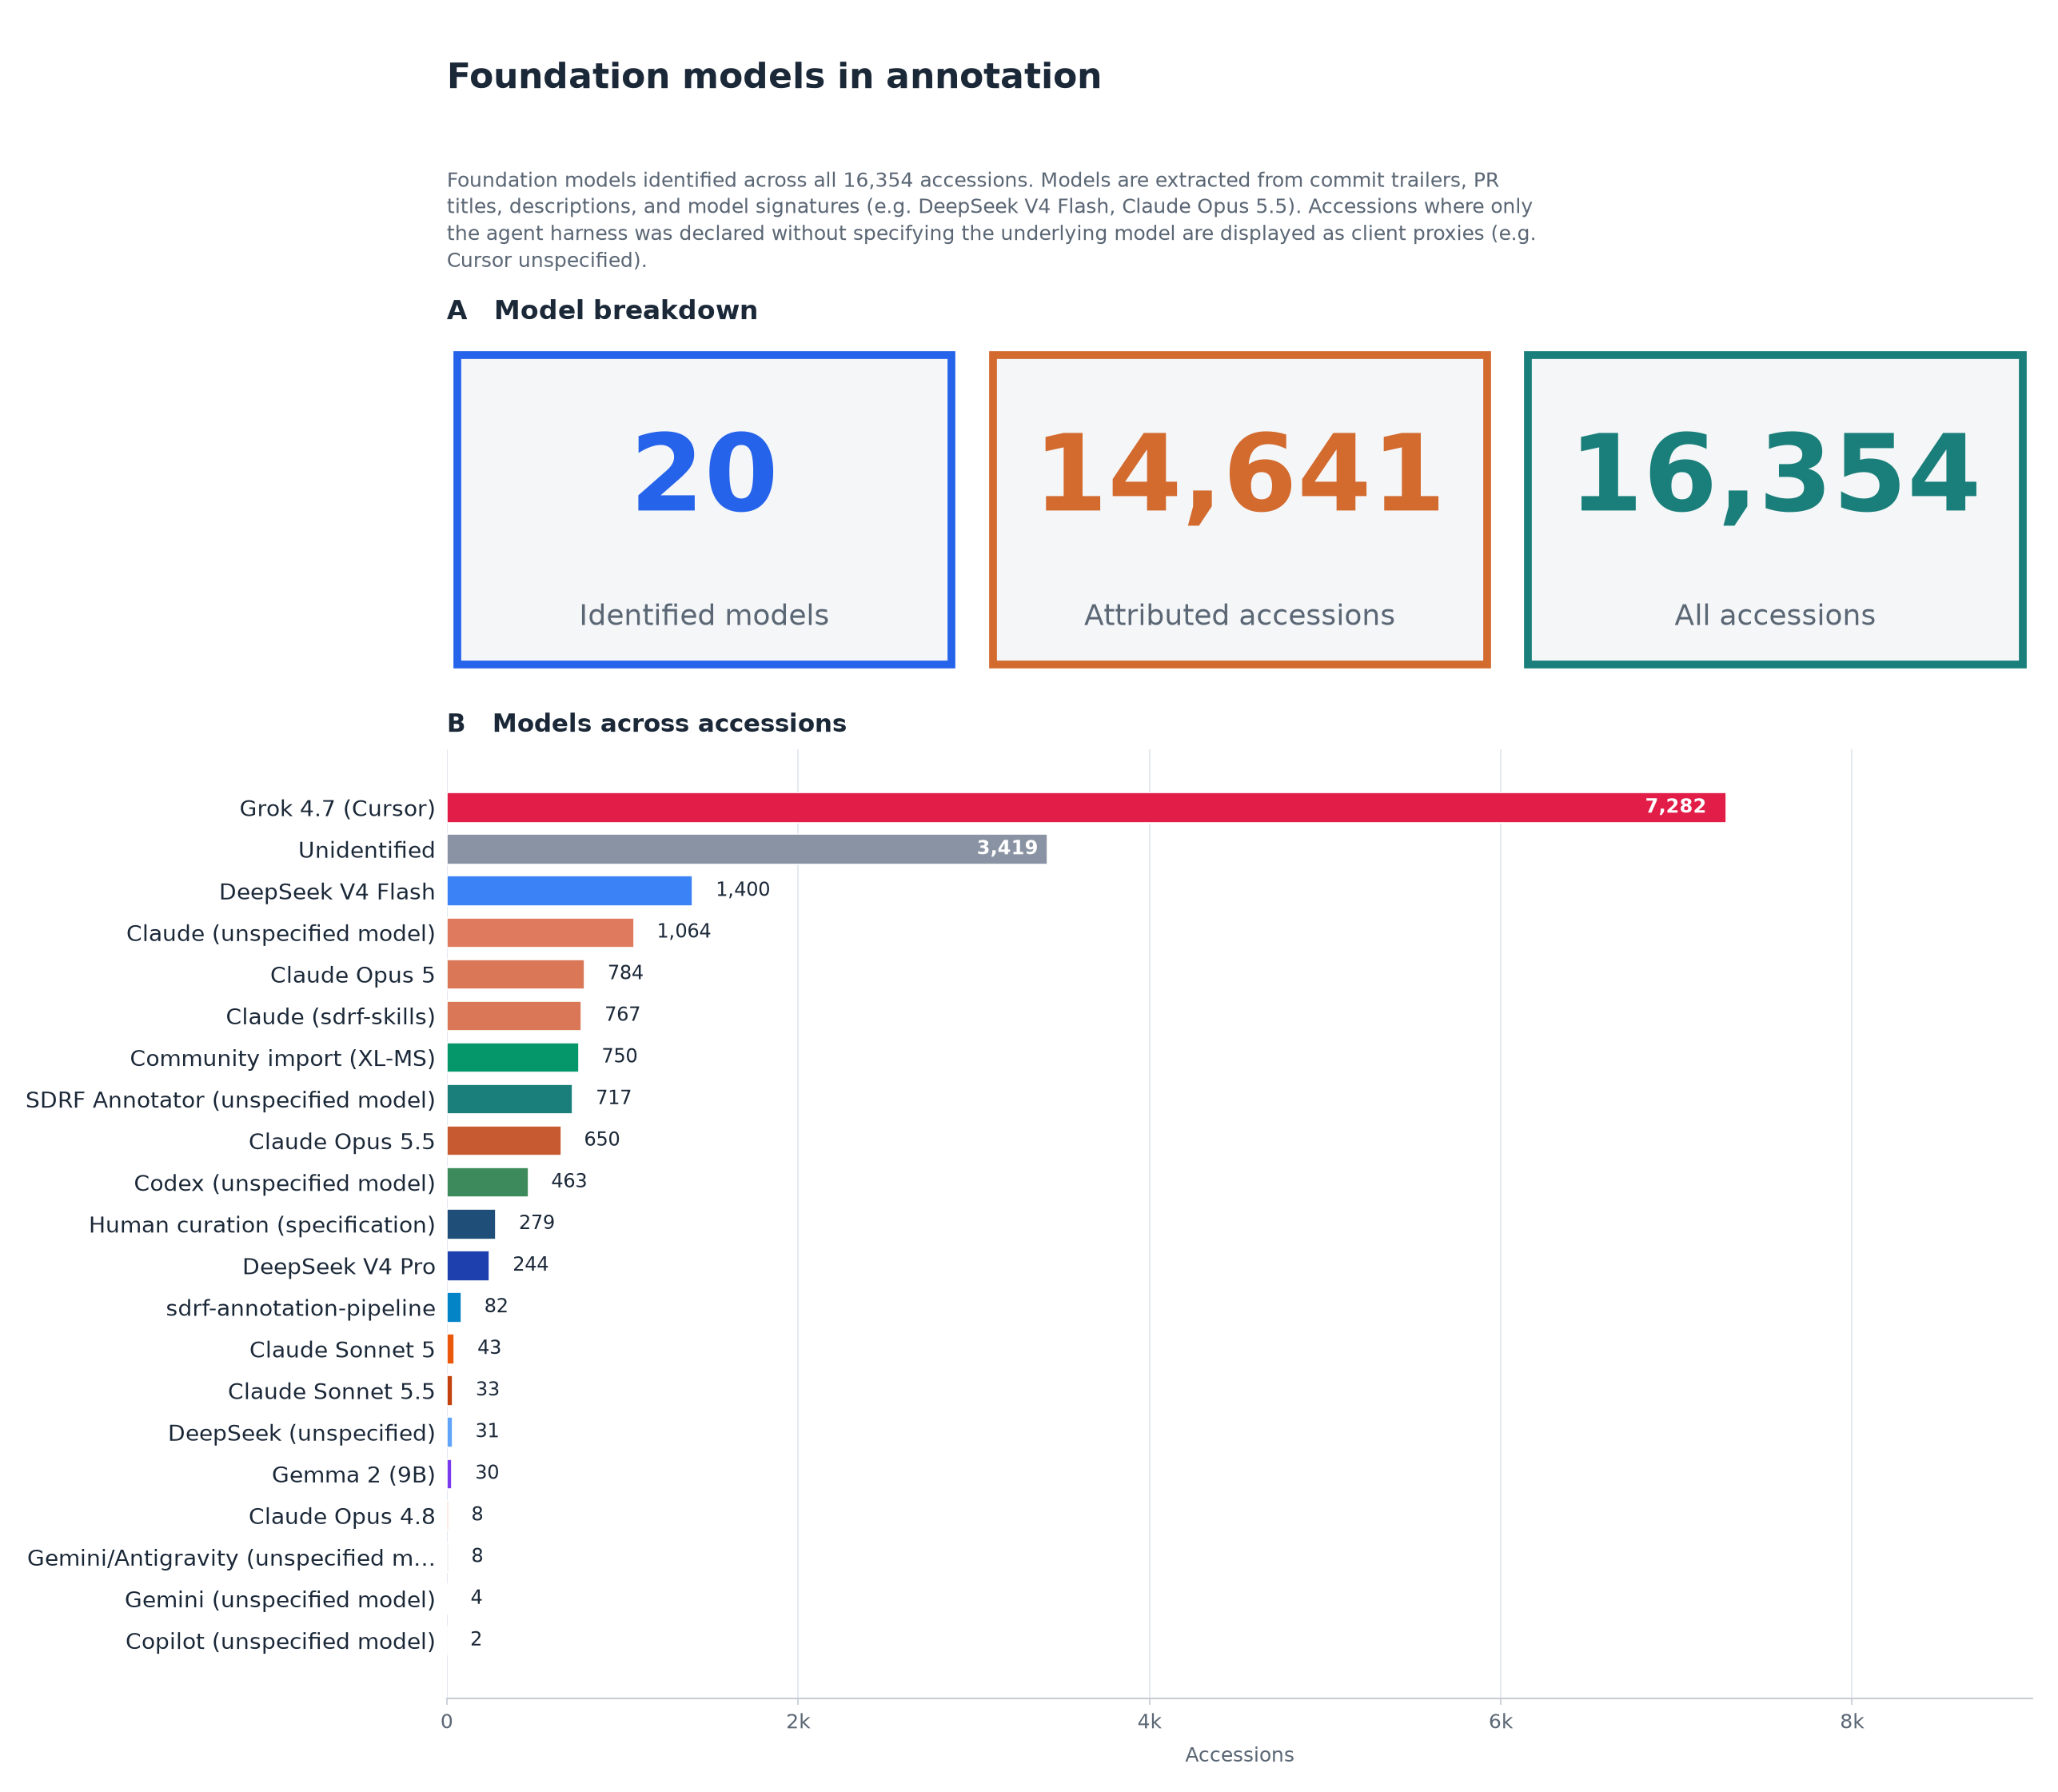 Foundation models in annotation
Foundation models identified across all 16,354 accessions. Models are extracted from commit trailers, PR
titles, descriptions, and model signatures (e.g. DeepSeek V4 Flash, Claude Opus 5.5). Accessions where only
the agent harness was declared without specifying the underlying model are displayed as client proxies (e.g.
Cursor unspecified).
A Model breakdown
20
Identified models
14,641
Attributed accessions
16,354
All accessions
B Models across accessions
Grok 4.7 (Cursor) 7,282
Unidentified 3,419
DeepSeek V4 Flash 1,400
Claude (unspecified model) 1,064
Claude Opus 5 784
Claude (sdrf-skills) 767
Community import (XL-MS) 750
SDRF Annotator (unspecified model) 717
Claude Opus 5.5 650
Codex (unspecified model) 463
Human curation (specification) 279
DeepSeek V4 Pro 244
sdrf-annotation-pipeline 82
Claude Sonnet 5 43
Claude Sonnet 5.5 33
DeepSeek (unspecified) 31
Gemma 2 (9B) 30
Claude Opus 4.8 8
Gemini/Antigravity (unspecified m... 8
Gemini (unspecified model) 4
Copilot (unspecified model) 2
0 2k 4k 6k 8k
Accessions